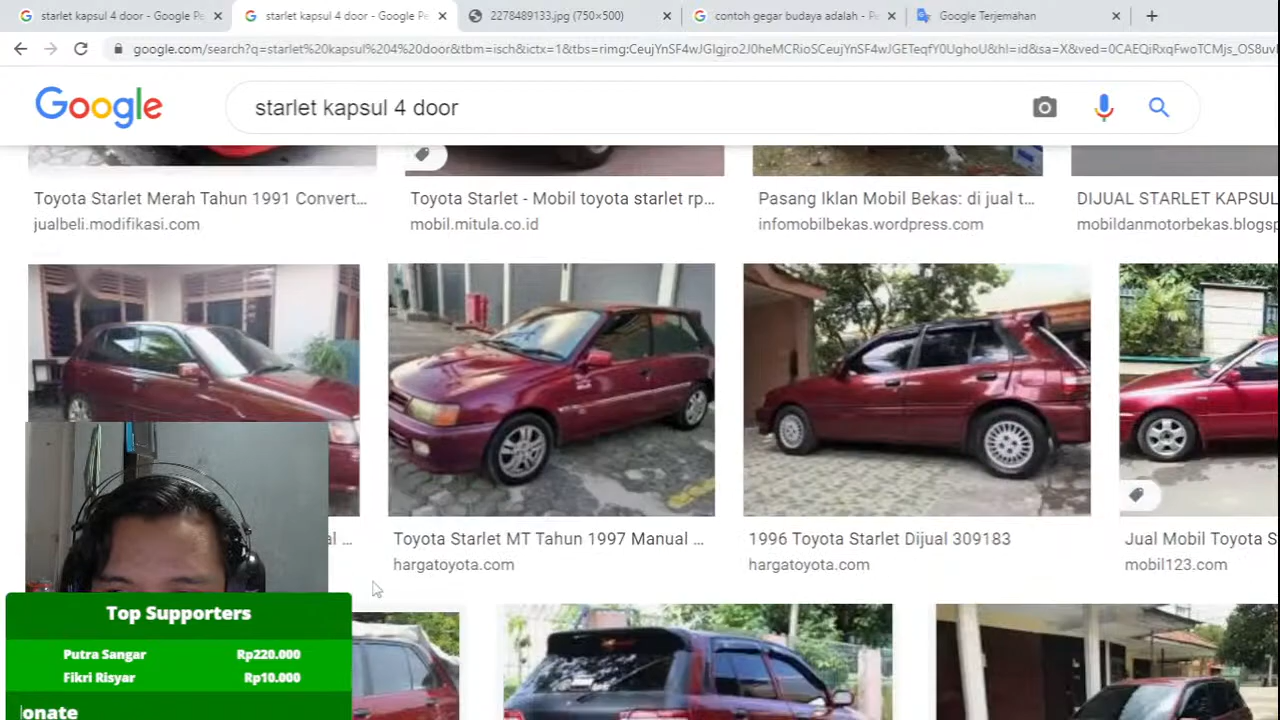 starlet kapsul 4 door - Google Pe
starlet kapsul 4 door - Google Pe
2278489133.jpg (750×500)
contoh gegar budaya adalah - Pe
Google Terjemahan
google.com/search?q=starlet%20kapsul%204%20door&tbm=isch&ictx=1&tbs=rimg:CeujYnSF4wJGIgjro2J0heMCRioSCeujYnSF4wJGETeqfY0UghoU&hl=id&sa=X&ved=0CAEQiRxqFwoTCMjs_OS8uv
Google
starlet kapsul 4 door
Toyota Starlet Merah Tahun 1991 Convert...
jualbeli.modifikasi.com
Toyota Starlet - Mobil toyota starlet rp...
mobil.mitula.co.id
Pasang Iklan Mobil Bekas: di jual t...
infomobilbekas.wordpress.com
DIJUAL STARLET KAPSUL
mobildanmotorbekas.blogsp
al ...
Toyota Starlet MT Tahun 1997 Manual ...
hargatoyota.com
1996 Toyota Starlet Dijual 309183
hargatoyota.com
Jual Mobil Toyota S
mobil123.com
Top Supporters
Putra Sangar Rp220.000
Fikri Risyar Rp10.000
onate